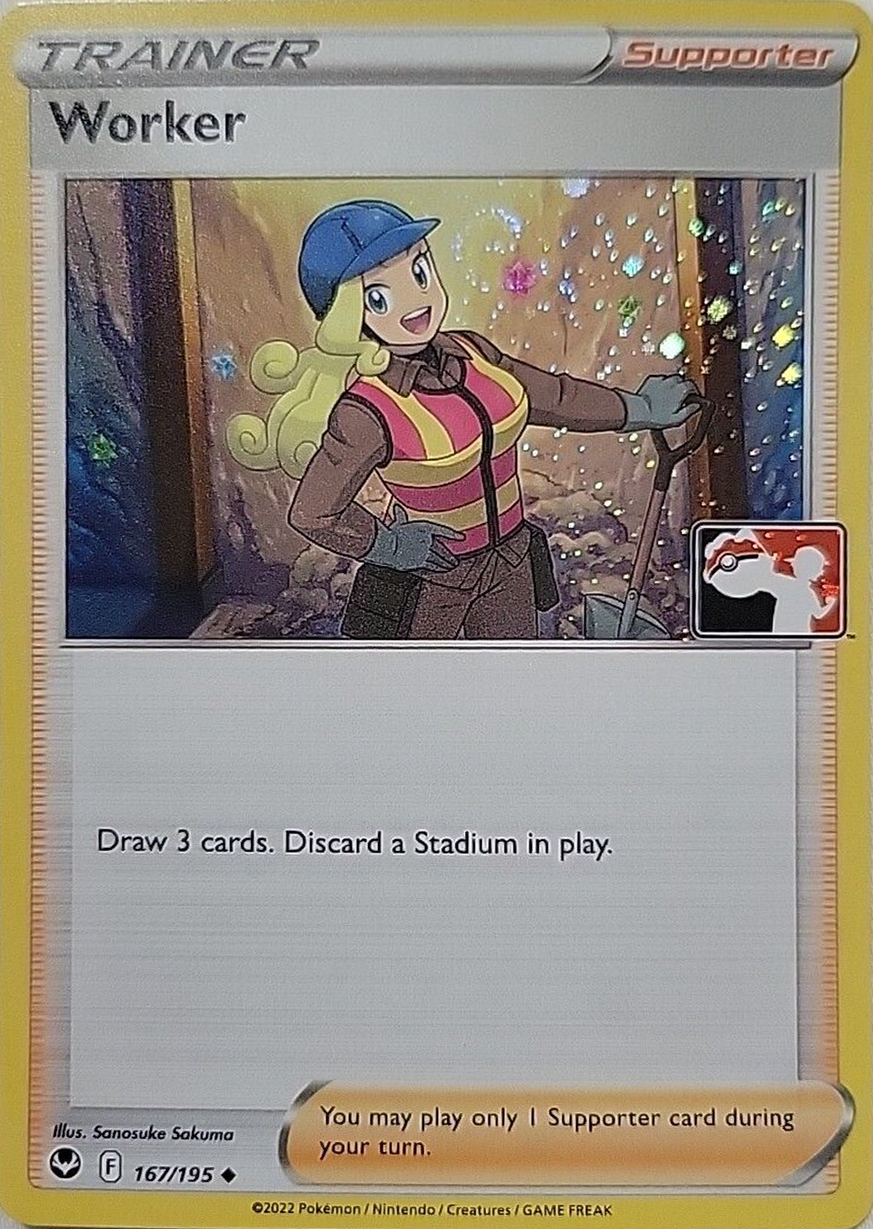 TRAINER
Supporter
Worker
™
Draw 3 cards. Discard a Stadium in play.
You may play only 1 Supporter card during
your turn.
Illus. Sanosuke Sakuma
F 167/195
©2022 Pokémon / Nintendo / Creatures / GAME FREAK